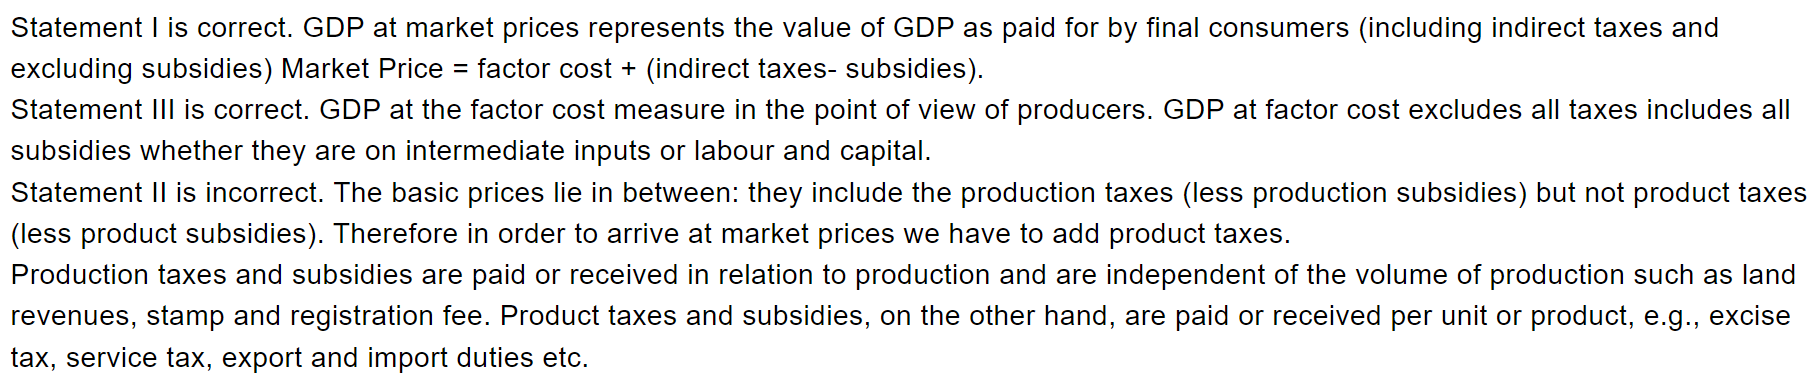 Statement I is correct. GDP at market prices represents the value of GDP as paid for by final consumers (including indirect taxes and
excluding subsidies) Market Price = factor cost + (indirect taxes- subsidies).
Statement III is correct. GDP at the factor cost measure in the point of view of producers. GDP at factor cost excludes all taxes includes all
subsidies whether they are on intermediate inputs or labour and capital.
Statement II is incorrect. The basic prices lie in between: they include the production taxes (less production subsidies) but not product taxes
(less product subsidies). Therefore in order to arrive at market prices we have to add product taxes.
Production taxes and subsidies are paid or received in relation to production and are independent of the volume of production such as land
revenues, stamp and registration fee. Product taxes and subsidies, on the other hand, are paid or received per unit or product, e.g., excise
tax, service tax, export and import duties etc.